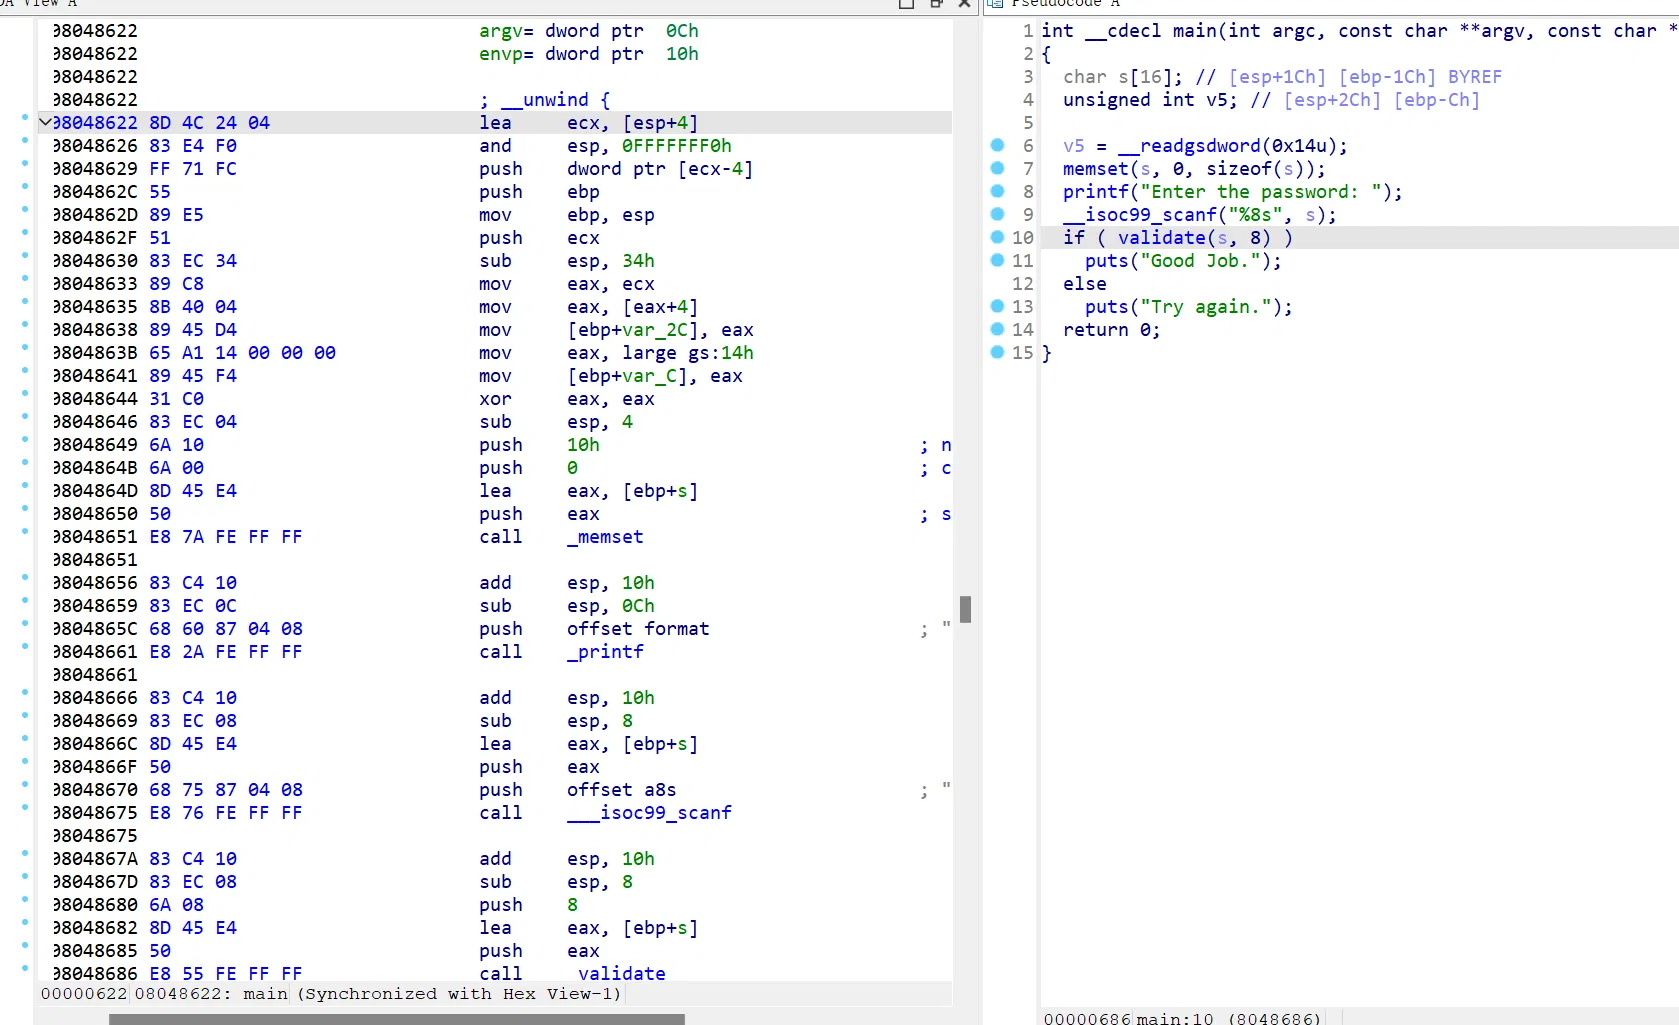 DA View A
08048622 argv= dword ptr 0Ch
08048622 envp= dword ptr 10h
08048622
08048622 ; __unwind {
08048622 8D 4C 24 04 lea ecx, [esp+4]
08048626 83 E4 F0 and esp, 0FFFFFFF0h
08048629 FF 71 FC push dword ptr [ecx-4]
0804862C 55 push ebp
0804862D 89 E5 mov ebp, esp
0804862F 51 push ecx
08048630 83 EC 34 sub esp, 34h
08048633 89 C8 mov eax, ecx
08048635 8B 40 04 mov eax, [eax+4]
08048638 89 45 D4 mov [ebp+var_2C], eax
0804863B 65 A1 14 00 00 00 mov eax, large gs:14h
08048641 89 45 F4 mov [ebp+var_C], eax
08048644 31 C0 xor eax, eax
08048646 83 EC 04 sub esp, 4
08048649 6A 10 push 10h ; n
0804864B 6A 00 push 0 ; c
0804864D 8D 45 E4 lea eax, [ebp+s]
08048650 50 push eax ; s
08048651 E8 7A FE FF FF call _memset
08048651
08048656 83 C4 10 add esp, 10h
08048659 83 EC 0C sub esp, 0Ch
0804865C 68 60 87 04 08 push offset format ; "
08048661 E8 2A FE FF FF call _printf
08048661
08048666 83 C4 10 add esp, 10h
08048669 83 EC 08 sub esp, 8
0804866C 8D 45 E4 lea eax, [ebp+s]
0804866F 50 push eax
08048670 68 75 87 04 08 push offset a8s ; "
08048675 E8 76 FE FF FF call ___isoc99_scanf
08048675
0804867A 83 C4 10 add esp, 10h
0804867D 83 EC 08 sub esp, 8
08048680 6A 08 push 8
08048682 8D 45 E4 lea eax, [ebp+s]
08048685 50 push eax
08048686 E8 55 FE FF FF call _validate
00000622 08048622: main (Synchronized with Hex View-1)
Pseudocode A
1 int __cdecl main(int argc, const char **argv, const char *
2 {
3 char s[16]; // [esp+1Ch] [ebp-1Ch] BYREF
4 unsigned int v5; // [esp+2Ch] [ebp-Ch]
5
6 v5 = __readgsdword(0x14u);
7 memset(s, 0, sizeof(s));
8 printf("Enter the password: ");
9 __isoc99_scanf("%8s", s);
10 if ( validate(s, 8) )
11 puts("Good Job.");
12 else
13 puts("Try again.");
14 return 0;
15 }
00000686 main:10 (8048686)